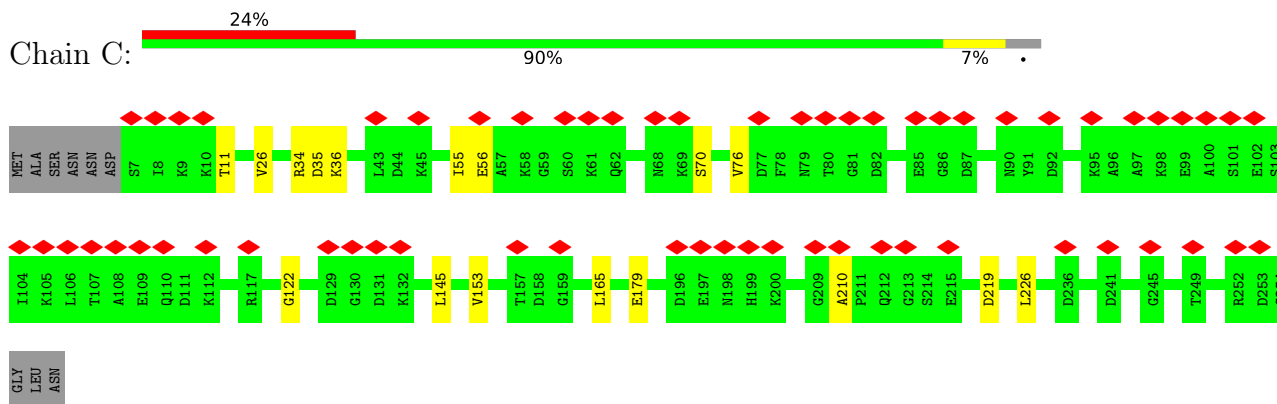 24%
Chain C:
90%
7%
•
MET ALA SER ASN ASN ASP S7 I8 K9 K10 T11 V26 R34 D35 K36 L43 D44 K45 I55 E56 A57 K58 G59 S60 K61 Q62 N68 K69 S70 V76 D77 F78 N79 T80 G81 D82 E85 G86 D87 N90 Y91 D92 K95 A96 A97 K98 E99 A100 S101 E102 S103
I104 K105 L106 T107 A108 E109 Q110 D111 K112 R117 G122 D129 G130 D131 K132 L145 V153 T157 D158 G159 L165 E179 D196 E197 N198 H199 K200 G209 A210 P211 Q212 G213 S214 E215 D219 L226 D236 D241 G245 T249 R252 D253
GLY LEU ASN